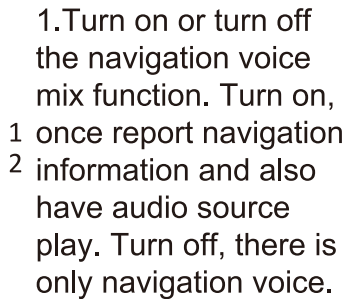 1.Turn on or turn off
the navigation voice
mix function. Turn on,
1 once report navigation
2 information and also
have audio source
play. Turn off, there is
only navigation voice.